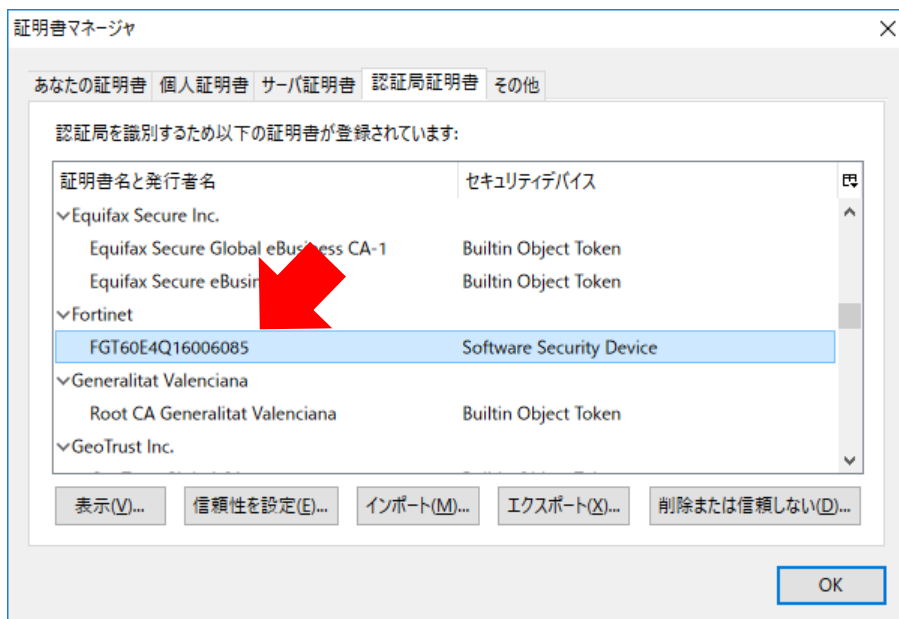 証明書マネージャ
あなたの証明書 個人証明書 サーバ証明書 認証局証明書 その他
認証局を識別するため以下の証明書が登録されています:
証明書名と発行者名 セキュリティデバイス
Equifax Secure Inc.
Equifax Secure Global eBusiness CA-1 Builtin Object Token
Equifax Secure Builtin Object Token
Fortinet
FGT60E4Q16006085 Software Security Device
Generalitat Valenciana
Root CA Generalitat Valenciana Builtin Object Token
GeoTrust Inc.
表示(V)... 信頼性を設定(E)... インポート(M)... エクスポート(X)... 削除または信頼しない(D)...
OK